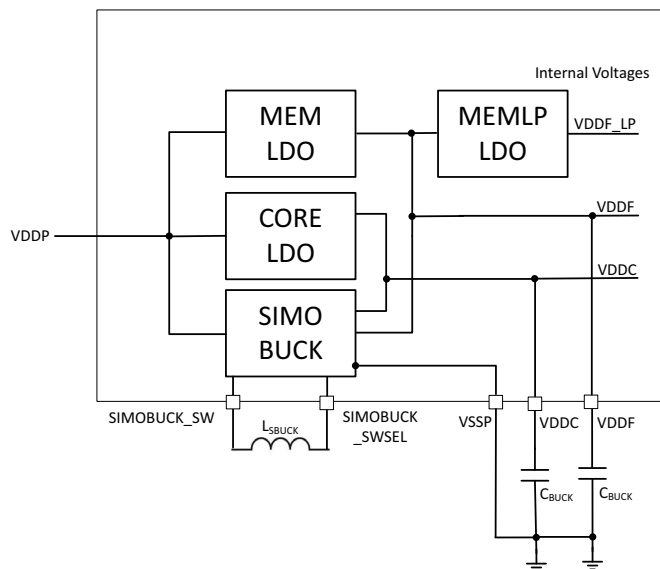 Internal Voltages
MEM
LDO
MEMLP
LDO
VDDF_LP
CORE
LDO
VDDF
VDDP
VDDC
SIMO
BUCK
SIMOBUCK_SW
LSBUCK
SIMOBUCK
_SWSEL
VSSP
VDDC
VDDF
CBUCK
CBUCK